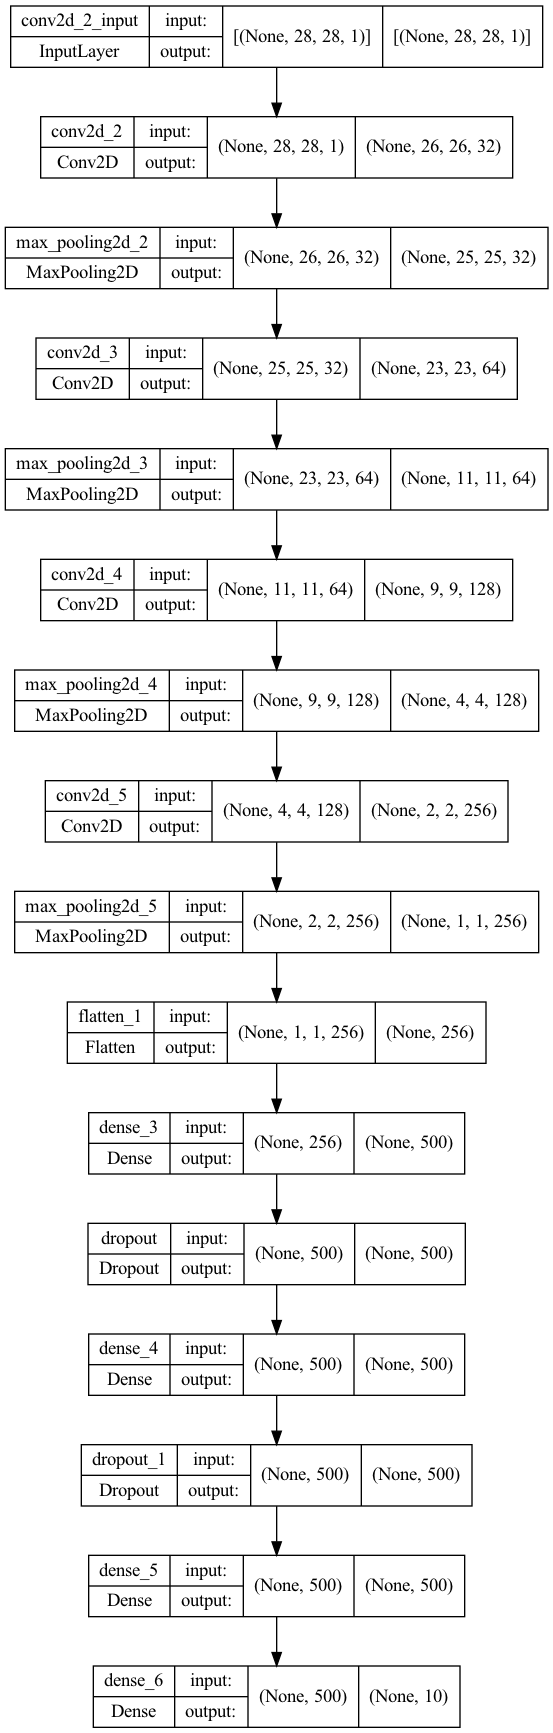 conv2d_2_input input: [(None, 28, 28, 1)] [(None, 28, 28, 1)]
InputLayer output:
conv2d_2 input: (None, 28, 28, 1) (None, 26, 26, 32)
Conv2D output:
max_pooling2d_2 input: (None, 26, 26, 32) (None, 25, 25, 32)
MaxPooling2D output:
conv2d_3 input: (None, 25, 25, 32) (None, 23, 23, 64)
Conv2D output:
max_pooling2d_3 input: (None, 23, 23, 64) (None, 11, 11, 64)
MaxPooling2D output:
conv2d_4 input: (None, 11, 11, 64) (None, 9, 9, 128)
Conv2D output:
max_pooling2d_4 input: (None, 9, 9, 128) (None, 4, 4, 128)
MaxPooling2D output:
conv2d_5 input: (None, 4, 4, 128) (None, 2, 2, 256)
Conv2D output:
max_pooling2d_5 input: (None, 2, 2, 256) (None, 1, 1, 256)
MaxPooling2D output:
flatten_1 input: (None, 1, 1, 256) (None, 256)
Flatten output:
dense_3 input: (None, 256) (None, 500)
Dense output:
dropout input: (None, 500) (None, 500)
Dropout output:
dense_4 input: (None, 500) (None, 500)
Dense output:
dropout_1 input: (None, 500) (None, 500)
Dropout output:
dense_5 input: (None, 500) (None, 500)
Dense output:
dense_6 input: (None, 500) (None, 10)
Dense output: